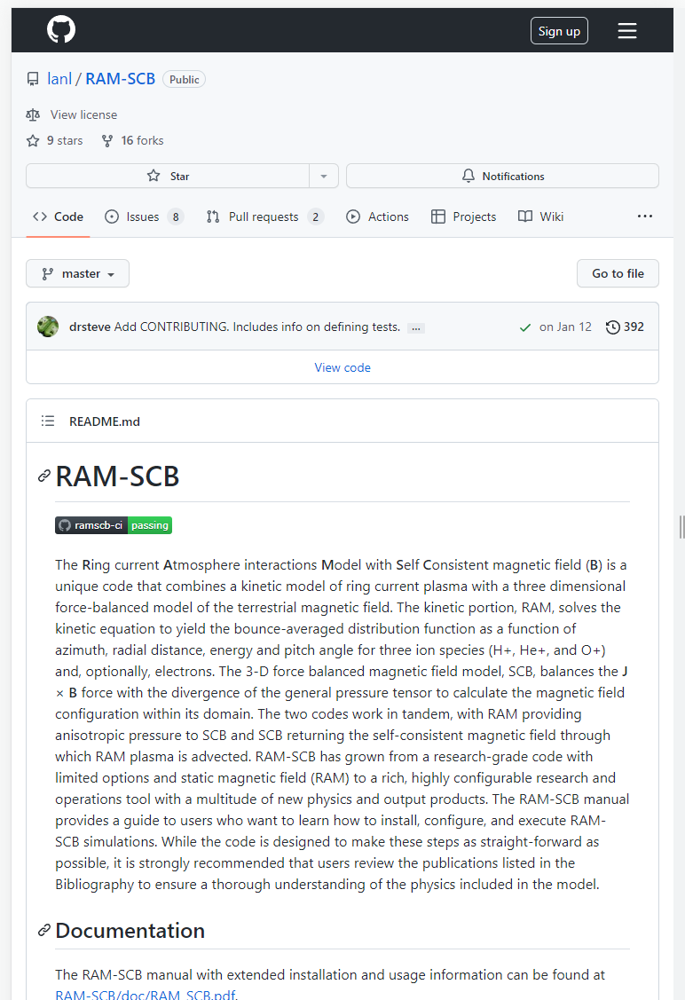 Sign up
lanl / RAM-SCB Public
View license
9 stars 16 forks
Star Notifications
Code Issues 8 Pull requests 2 Actions Projects Wiki ...
master Go to file
drsteve Add CONTRIBUTING. Includes info on defining tests. ... on Jan 12 392
View code
README.md
RAM-SCB
ramscb-ci passing
The Ring current Atmosphere interactions Model with Self Consistent magnetic field (B) is a
unique code that combines a kinetic model of ring current plasma with a three dimensional
force-balanced model of the terrestrial magnetic field. The kinetic portion, RAM, solves the
kinetic equation to yield the bounce-averaged distribution function as a function of
azimuth, radial distance, energy and pitch angle for three ion species (H+, He+, and O+)
and, optionally, electrons. The 3-D force balanced magnetic field model, SCB, balances the J
× B force with the divergence of the general pressure tensor to calculate the magnetic field
configuration within its domain. The two codes work in tandem, with RAM providing
anisotropic pressure to SCB and SCB returning the self-consistent magnetic field through
which RAM plasma is advected. RAM-SCB has grown from a research-grade code with
limited options and static magnetic field (RAM) to a rich, highly configurable research and
operations tool with a multitude of new physics and output products. The RAM-SCB manual
provides a guide to users who want to learn how to install, configure, and execute RAM-
SCB simulations. While the code is designed to make these steps as straight-forward as
possible, it is strongly recommended that users review the publications listed in the
Bibliography to ensure a thorough understanding of the physics included in the model.
Documentation
The RAM-SCB manual with extended installation and usage information can be found at
RAM-SCB/doc/RAM_SCB.pdf.